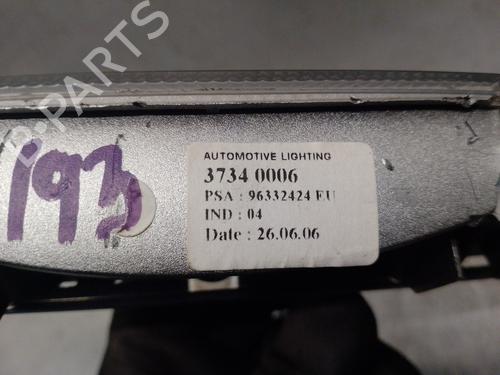 B-PARTS
193
AUTOMOTIVE LIGHTING
3734 0006
PSA : 96332424 EU
IND : 04
Date : 26.06.06